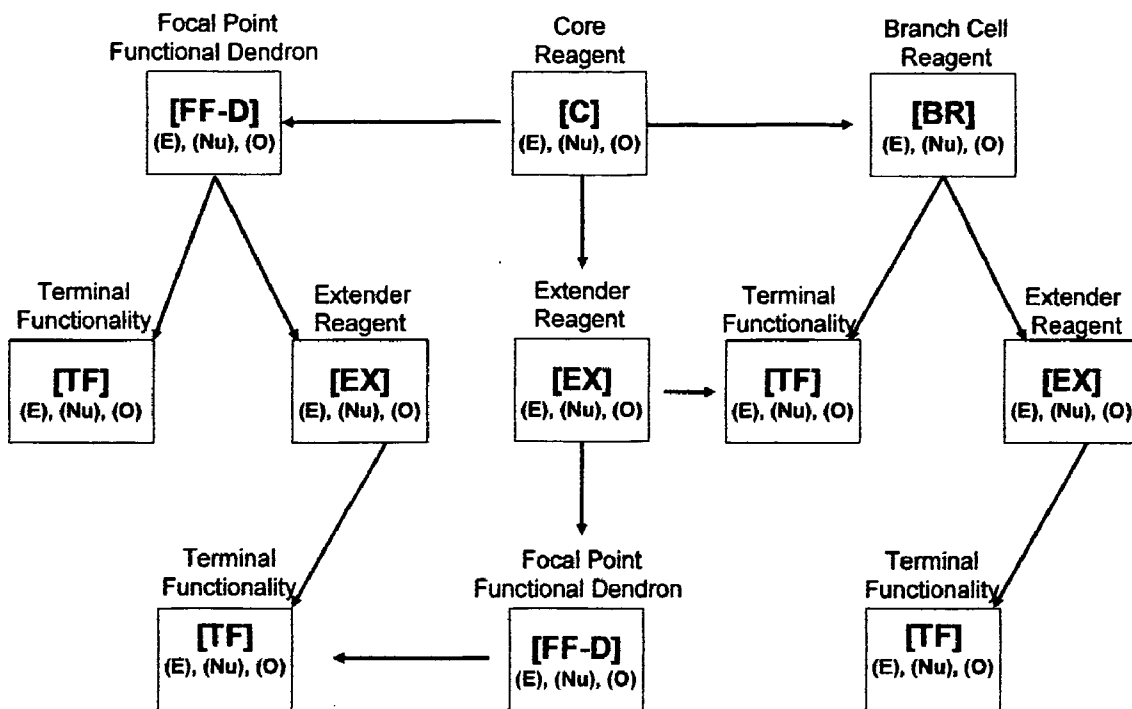 Focal Point
Functional Dendron
[FF-D]
(E), (Nu), (O)
Core
Reagent
[C]
(E), (Nu), (O)
Branch Cell
Reagent
[BR]
(E), (Nu), (O)
Terminal
Functionality
[TF]
(E), (Nu), (O)
Extender
Reagent
[EX]
(E), (Nu), (O)
Extender
Reagent
[EX]
(E), (Nu), (O)
Terminal
Functionality
[TF]
(E), (Nu), (O)
Extender
Reagent
[EX]
(E), (Nu), (O)
Terminal
Functionality
[TF]
(E), (Nu), (O)
Focal Point
Functional Dendron
[FF-D]
(E), (Nu), (O)
Terminal
Functionality
[TF]
(E), (Nu), (O)